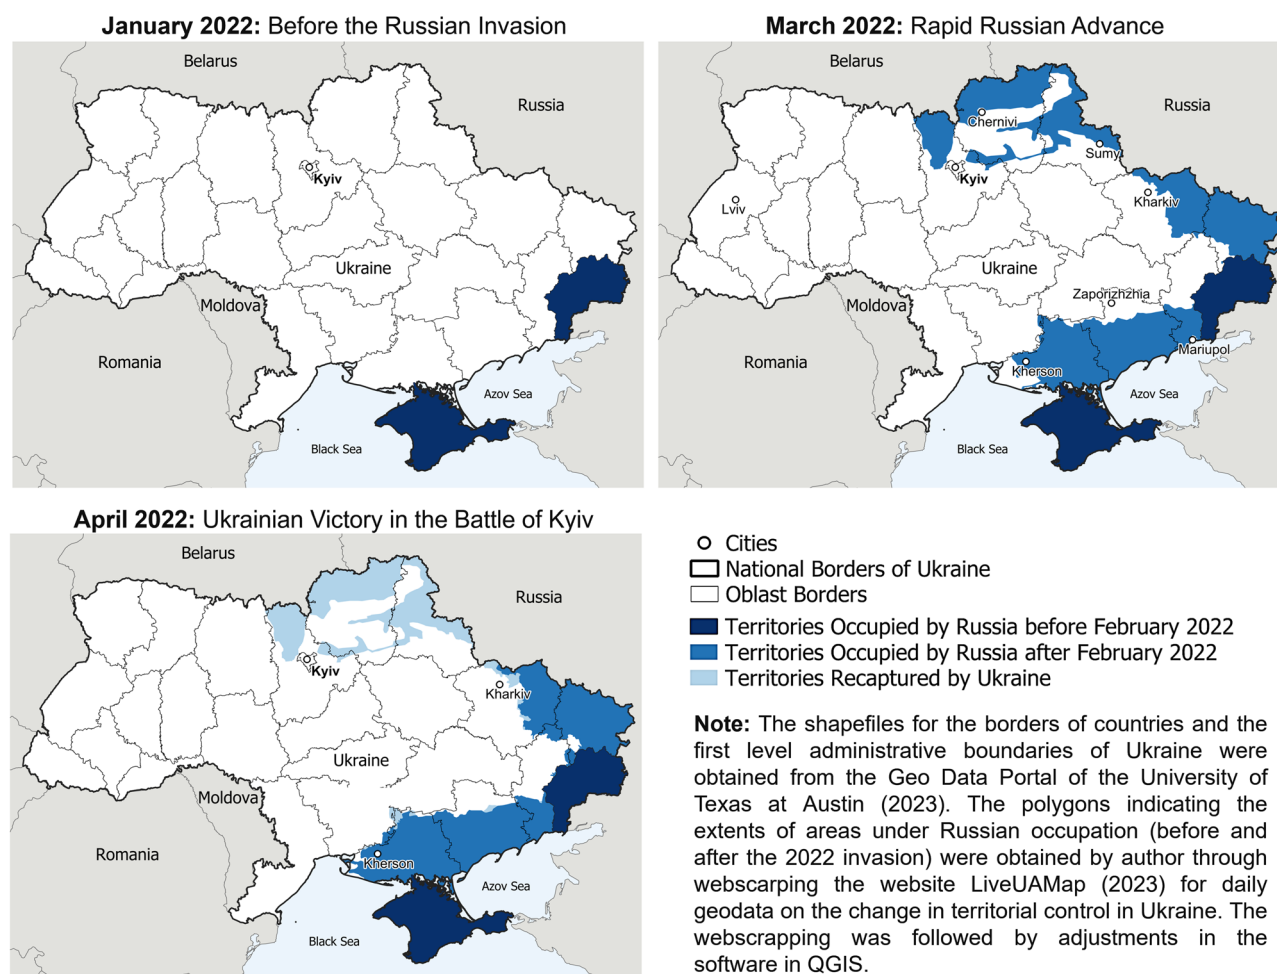 January 2022: Before the Russian Invasion
Belarus
Russia
Kyiv
Ukraine
Moldova
Romania
Azov Sea
Black Sea
March 2022: Rapid Russian Advance
Belarus
Russia
Chernivi
Sumy
Kyiv
Kharkiv
Lviv
Ukraine
Zaporizhzhia
Moldova
Mariupol
Romania
Kherson
Azov Sea
Black Sea
April 2022: Ukrainian Victory in the Battle of Kyiv
Belarus
Russia
Kyiv
Kharkiv
Ukraine
Moldova
Romania
Kherson
Azov Sea
Black Sea
Cities
National Borders of Ukraine
Oblast Borders
Territories Occupied by Russia before February 2022
Territories Occupied by Russia after February 2022
Territories Recaptured by Ukraine
Note: The shapefiles for the borders of countries and the
first level administrative boundaries of Ukraine were
obtained from the Geo Data Portal of the University of
Texas at Austin (2023). The polygons indicating the
extents of areas under Russian occupation (before and
after the 2022 invasion) were obtained by author through
webscarping the website LiveUAMap (2023) for daily
geodata on the change in territorial control in Ukraine. The
webscrapping was followed by adjustments in the
software in QGIS.